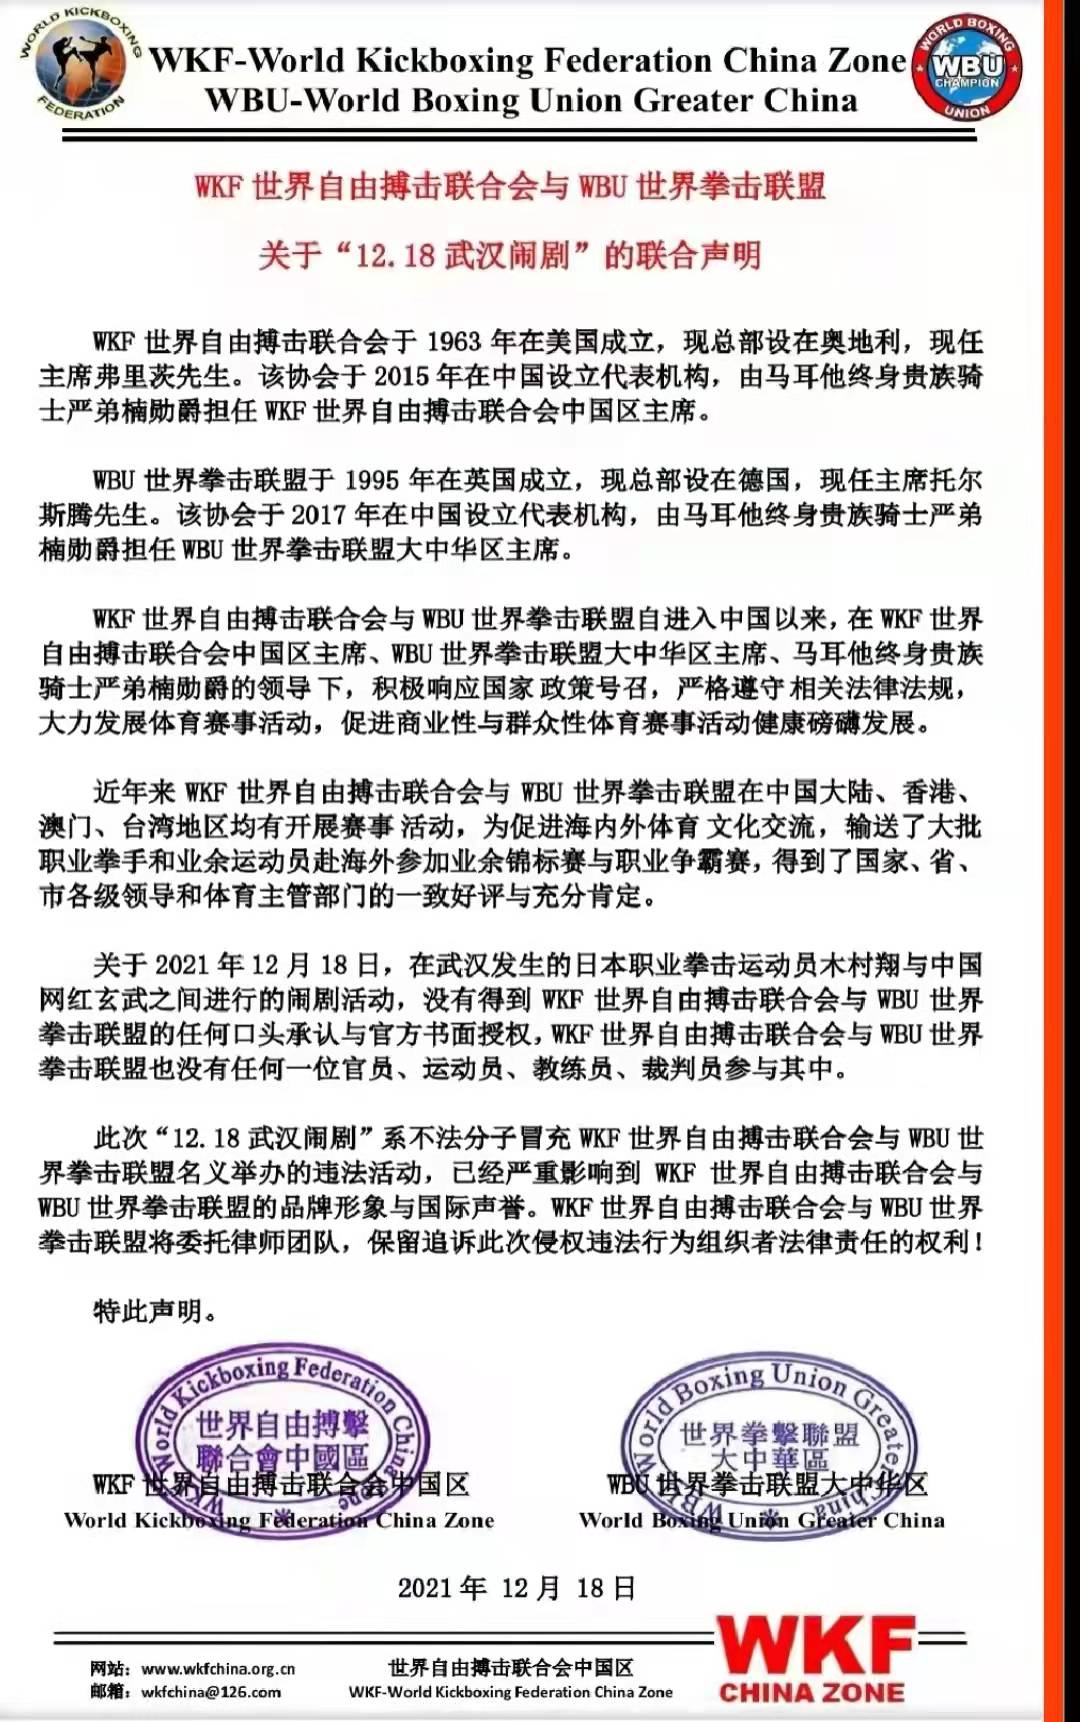 WORLD KICKBOXING
FEDERATION
WKF-World Kickboxing Federation China Zone
WBU-World Boxing Union Greater China
WORLD BOXING
WBU
CHAMPION
UNION
WKF 世界自由搏击联合会与 WBU 世界拳击联盟
关于“12.18 武汉闹剧”的联合声明
WKF 世界自由搏击联合会于 1963 年在美国成立，现总部设在奥地利，现任
主席弗里茨先生。该协会于 2015 年在中国设立代表机构，由马耳他终身贵族骑
士严弟楠勋爵担任 WKF 世界自由搏击联合会中国区主席。
WBU 世界拳击联盟于 1995 年在英国成立，现总部设在德国，现任主席托尔
斯腾先生。该协会于 2017 年在中国设立代表机构，由马耳他终身贵族骑士严弟
楠勋爵担任 WBU 世界拳击联盟大中华区主席。
WKF 世界自由搏击联合会与 WBU 世界拳击联盟自进入中国以来，在 WKF 世界
自由搏击联合会中国区主席、WBU 世界拳击联盟大中华区主席、马耳他终身贵族
骑士严弟楠勋爵的领导下，积极响应国家政策号召，严格遵守相关法律法规，
大力发展体育赛事活动，促进商业性与群众性体育赛事活动健康磅礴发展。
近年来 WKF 世界自由搏击联合会与 WBU 世界拳击联盟在中国大陆、香港、
澳门、台湾地区均有开展赛事活动，为促进海内外体育文化交流，输送了大批
职业拳手和业余运动员赴海外参加业余锦标赛与职业争霸赛，得到了国家、省、
市各级领导和体育主管部门的一致好评与充分肯定。
关于 2021 年 12 月 18 日，在武汉发生的日本职业拳击运动员木村翔与中国
网红玄武之间进行的闹剧活动，没有得到 WKF 世界自由搏击联合会与 WBU 世界
拳击联盟的任何口头承认与官方书面授权，WKF 世界自由搏击联合会与 WBU 世界
拳击联盟也没有任何一位官员、运动员、教练员、裁判员参与其中。
此次“12.18 武汉闹剧”系不法分子冒充 WKF 世界自由搏击联合会与 WBU 世
界拳击联盟名义举办的违法活动，已经严重影响到 WKF 世界自由搏击联合会与
WBU 世界拳击联盟的品牌形象与国际声誉。WKF 世界自由搏击联合会与 WBU 世界
拳击联盟将委托律师团队，保留追诉此次侵权违法行为组织者法律责任的权利！
特此声明。
WKF World Kickboxing Federation China Zone
世界自由搏擊
聯合會中國區
WKF 世界自由搏击联合会中国区
World Kickboxing Federation China Zone
WBU World Boxing Union Greater China
世界拳擊聯盟
大中華區
WBU 世界拳击联盟大中华区
World Boxing Union Greater China
2021 年 12 月 18 日
网站：www.wkfchina.org.cn
邮箱：wkfchina@126.com
世界自由搏击联合会中国区
WKF-World Kickboxing Federation China Zone
WKF
CHINA ZONE